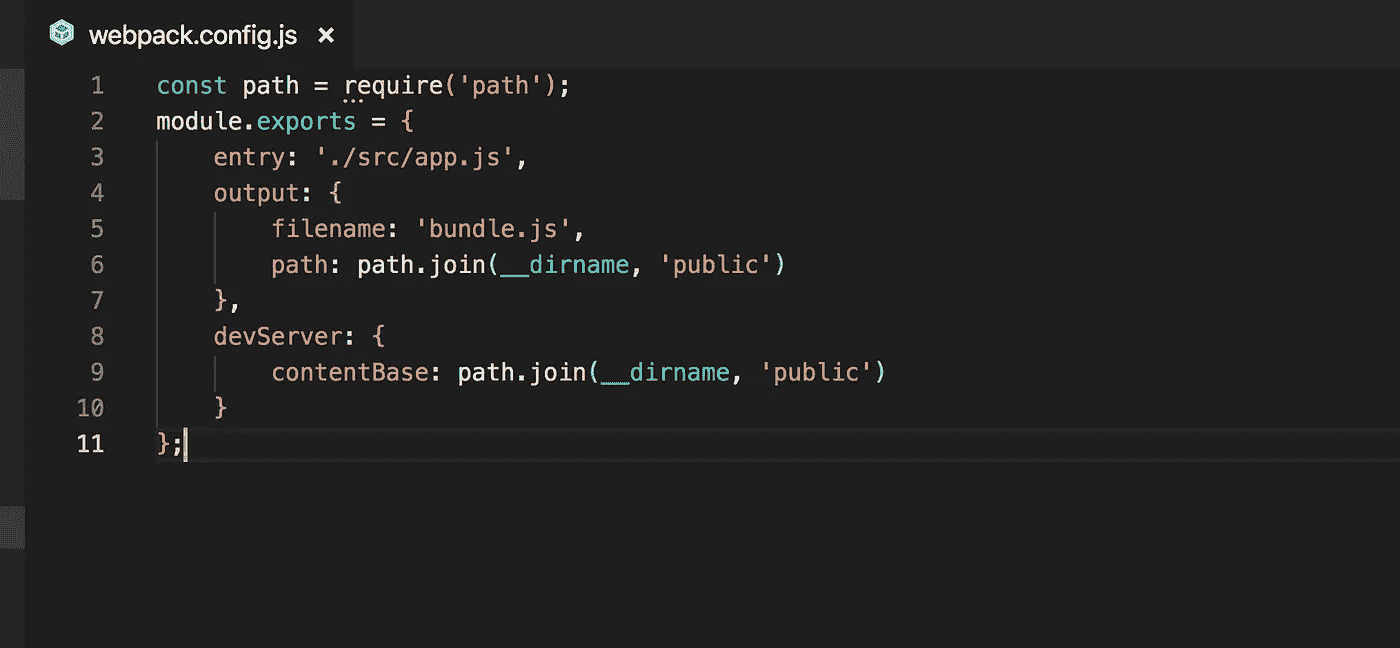 webpack.config.js ×
1 const path = require('path');
2 module.exports = {
3     entry: './src/app.js',
4     output: {
5         filename: 'bundle.js',
6         path: path.join(__dirname, 'public')
7     },
8     devServer: {
9         contentBase: path.join(__dirname, 'public')
10     }
11 };